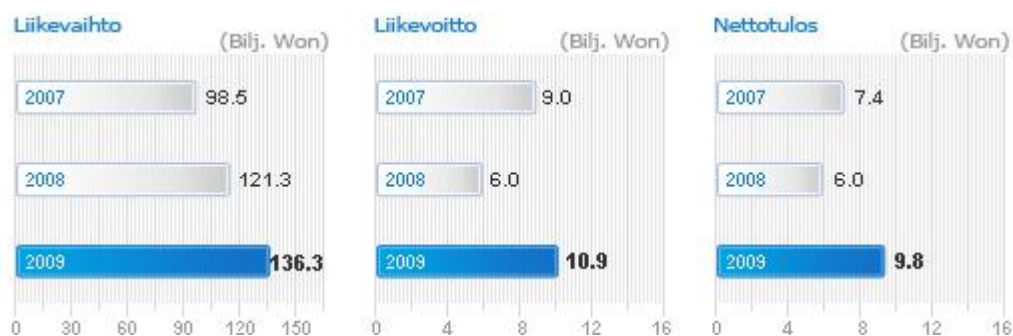 Liikevaihto
(Bilj. Won)
2007 98.5
2008 121.3
2009 136.3
0 30 60 90 120 150
Liikevoitto
(Bilj. Won)
2007 9.0
2008 6.0
2009 10.9
0 4 8 12 16
Nettotulos
(Bilj. Won)
2007 7.4
2008 6.0
2009 9.8
0 4 8 12 16